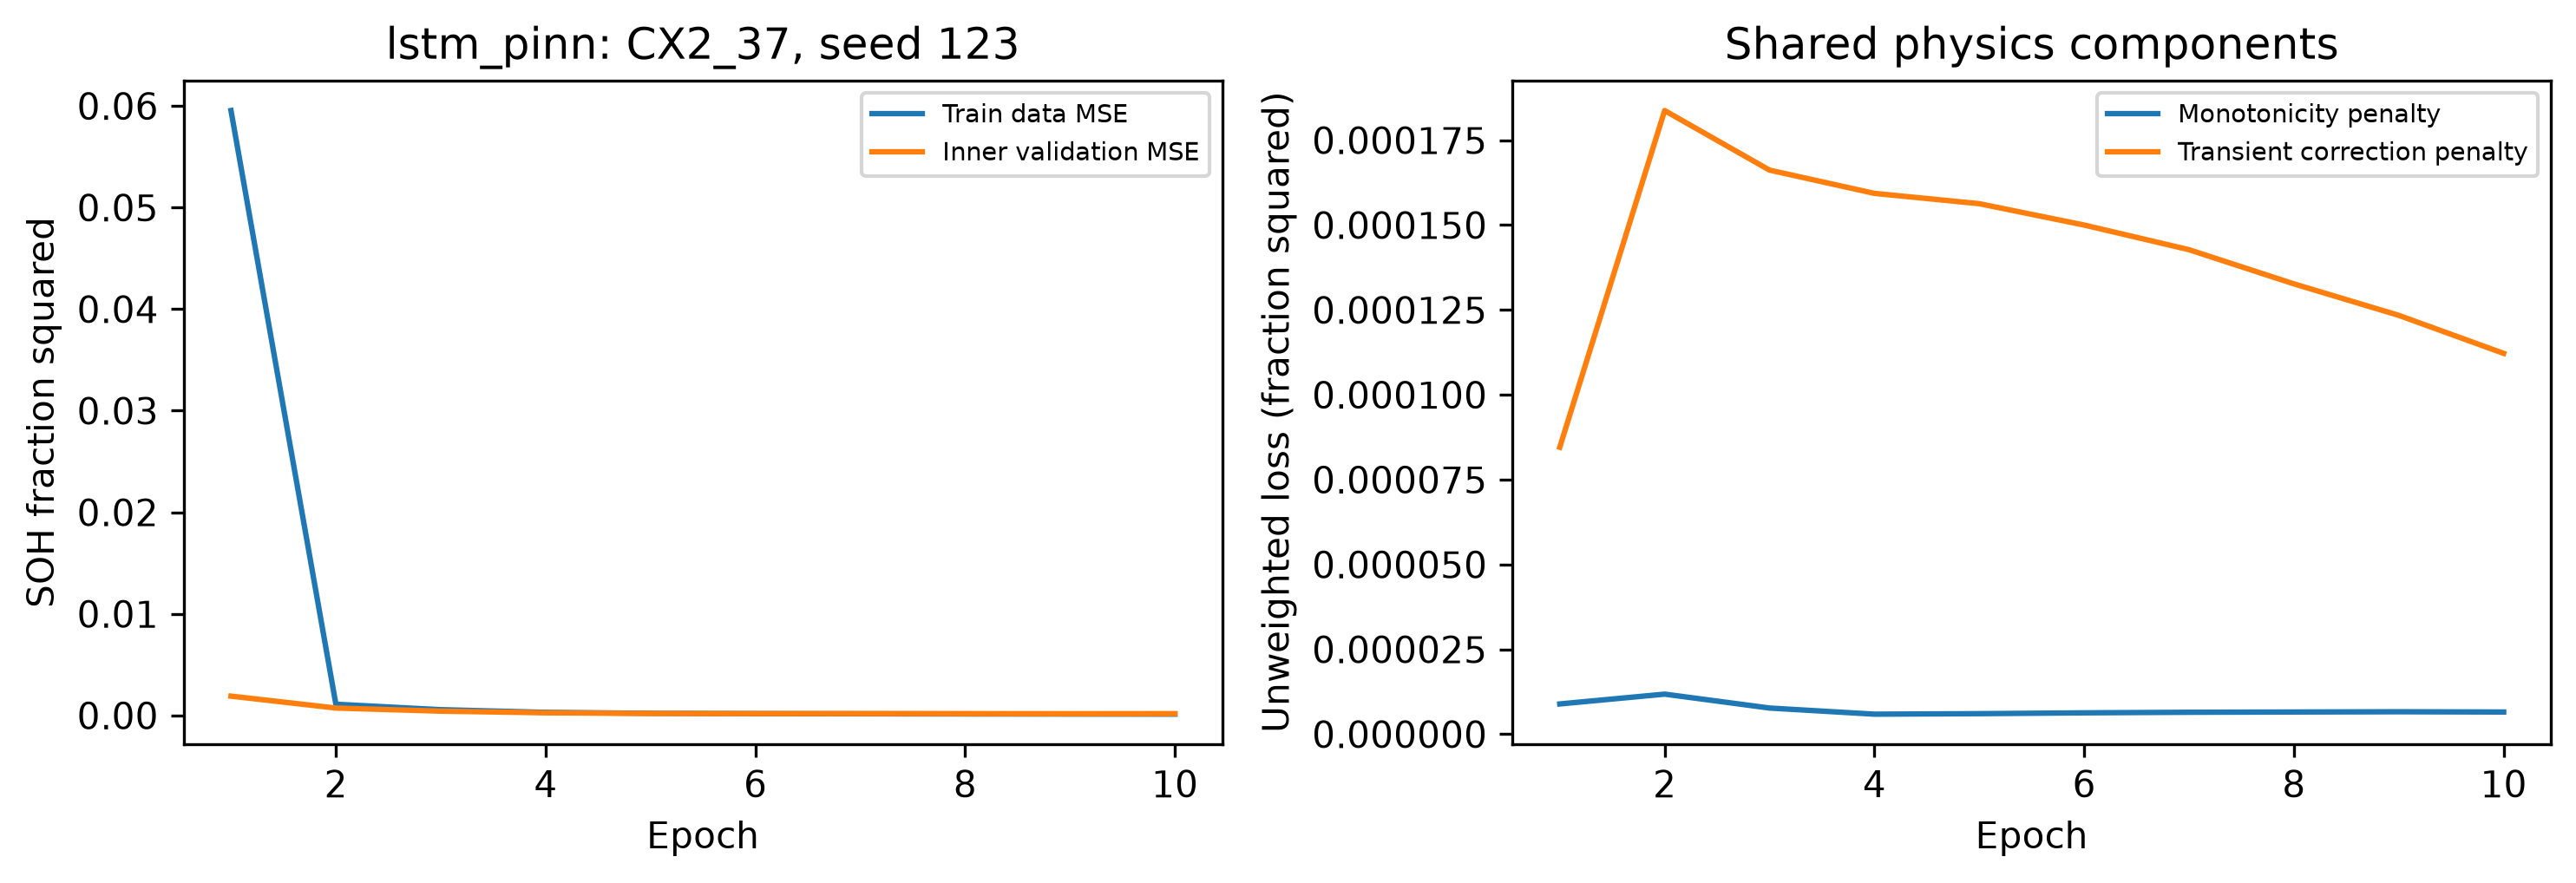 lstm_pinn: CX2_37, seed 123
SOH fraction squared
0.06
0.05
0.04
0.03
0.02
0.01
0.00
Train data MSE
Inner validation MSE
2 4 6 8 10
Epoch
Shared physics components
Unweighted loss (fraction squared)
0.000175
0.000150
0.000125
0.000100
0.000075
0.000050
0.000025
0.000000
Monotonicity penalty
Transient correction penalty
2 4 6 8 10
Epoch